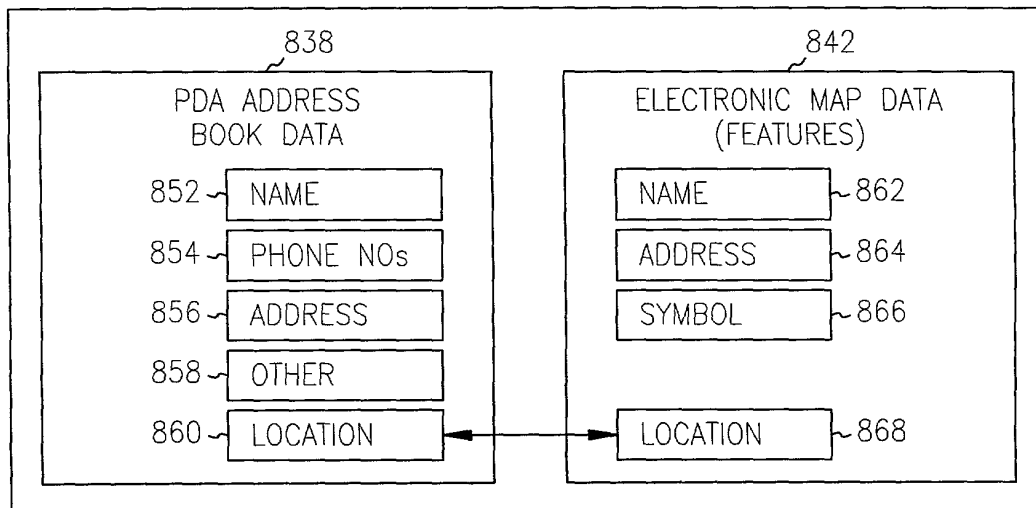 838
PDA ADDRESS
BOOK DATA
852 NAME
854 PHONE NOs
856 ADDRESS
858 OTHER
860 LOCATION
842
ELECTRONIC MAP DATA
(FEATURES)
NAME 862
ADDRESS 864
SYMBOL 866
LOCATION 868